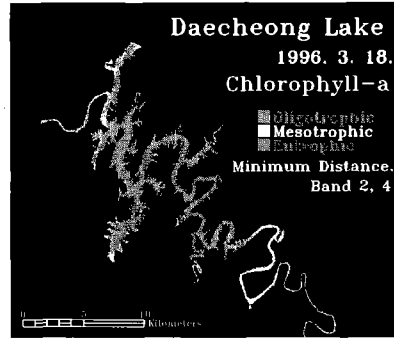 Daecheong Lake
1996. 3. 18.
Chlorophyll-a
Oligotrophic
Mesotrophic
Eutrophic
Minimum Distance.
Band 2, 4
0 5 10
Kilometers